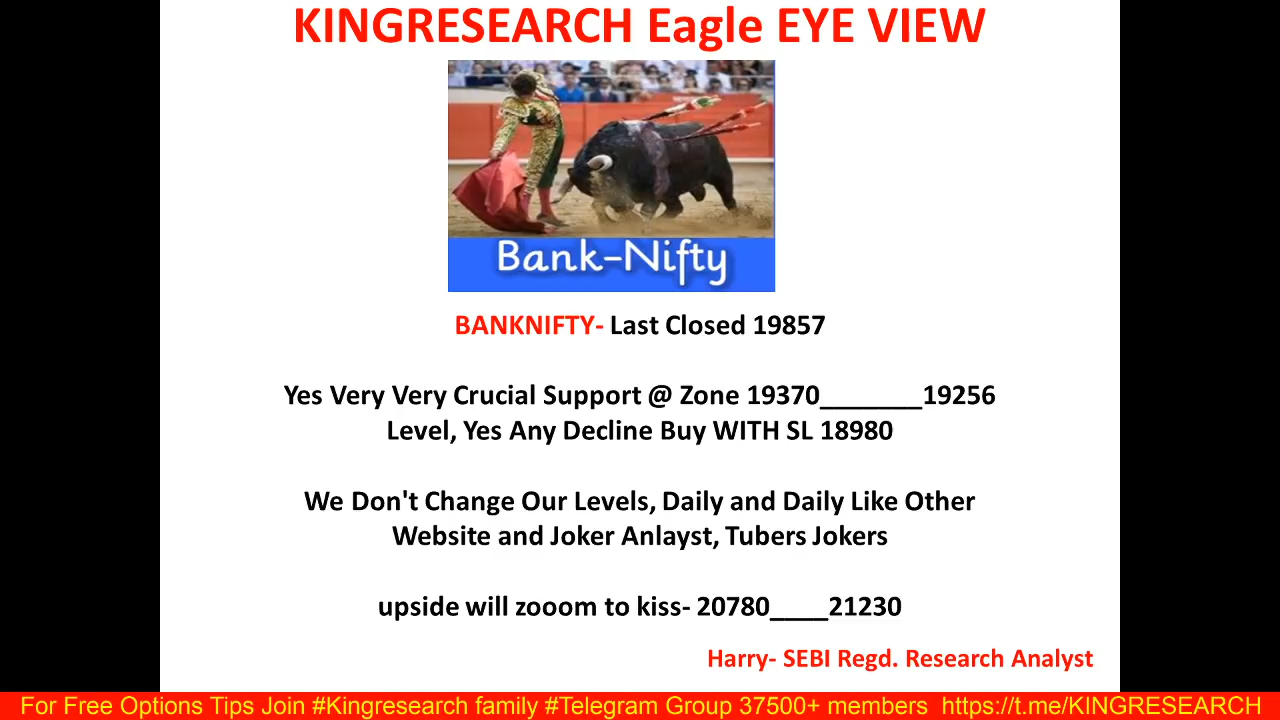 KINGRESEARCH Eagle EYE VIEW
Bank-Nifty
BANKNIFTY- Last Closed 19857
Yes Very Very Crucial Support @ Zone 19370_______19256
Level, Yes Any Decline Buy WITH SL 18980
We Don't Change Our Levels, Daily and Daily Like Other
Website and Joker Anlayst, Tubers Jokers
upside will zooom to kiss- 20780____21230
Harry- SEBI Regd. Research Analyst
For Free Options Tips Join #Kingresearch family #Telegram Group 37500+ members https://t.me/KINGRESEARCH